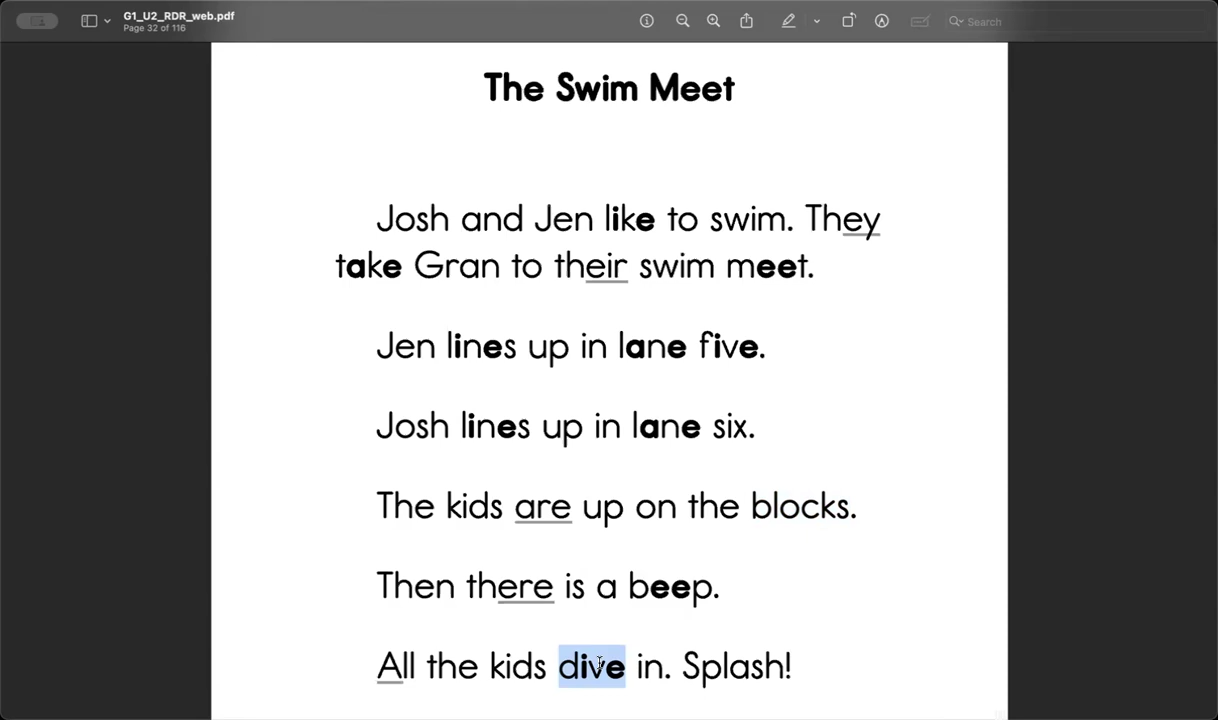 G1_U2_RDR_web.pdf
Page 32 of 116
Search
The Swim Meet
Josh and Jen like to swim. They
take Gran to their swim meet.
Jen lines up in lane five.
Josh lines up in lane six.
The kids are up on the blocks.
Then there is a beep.
All the kids dive in. Splash!